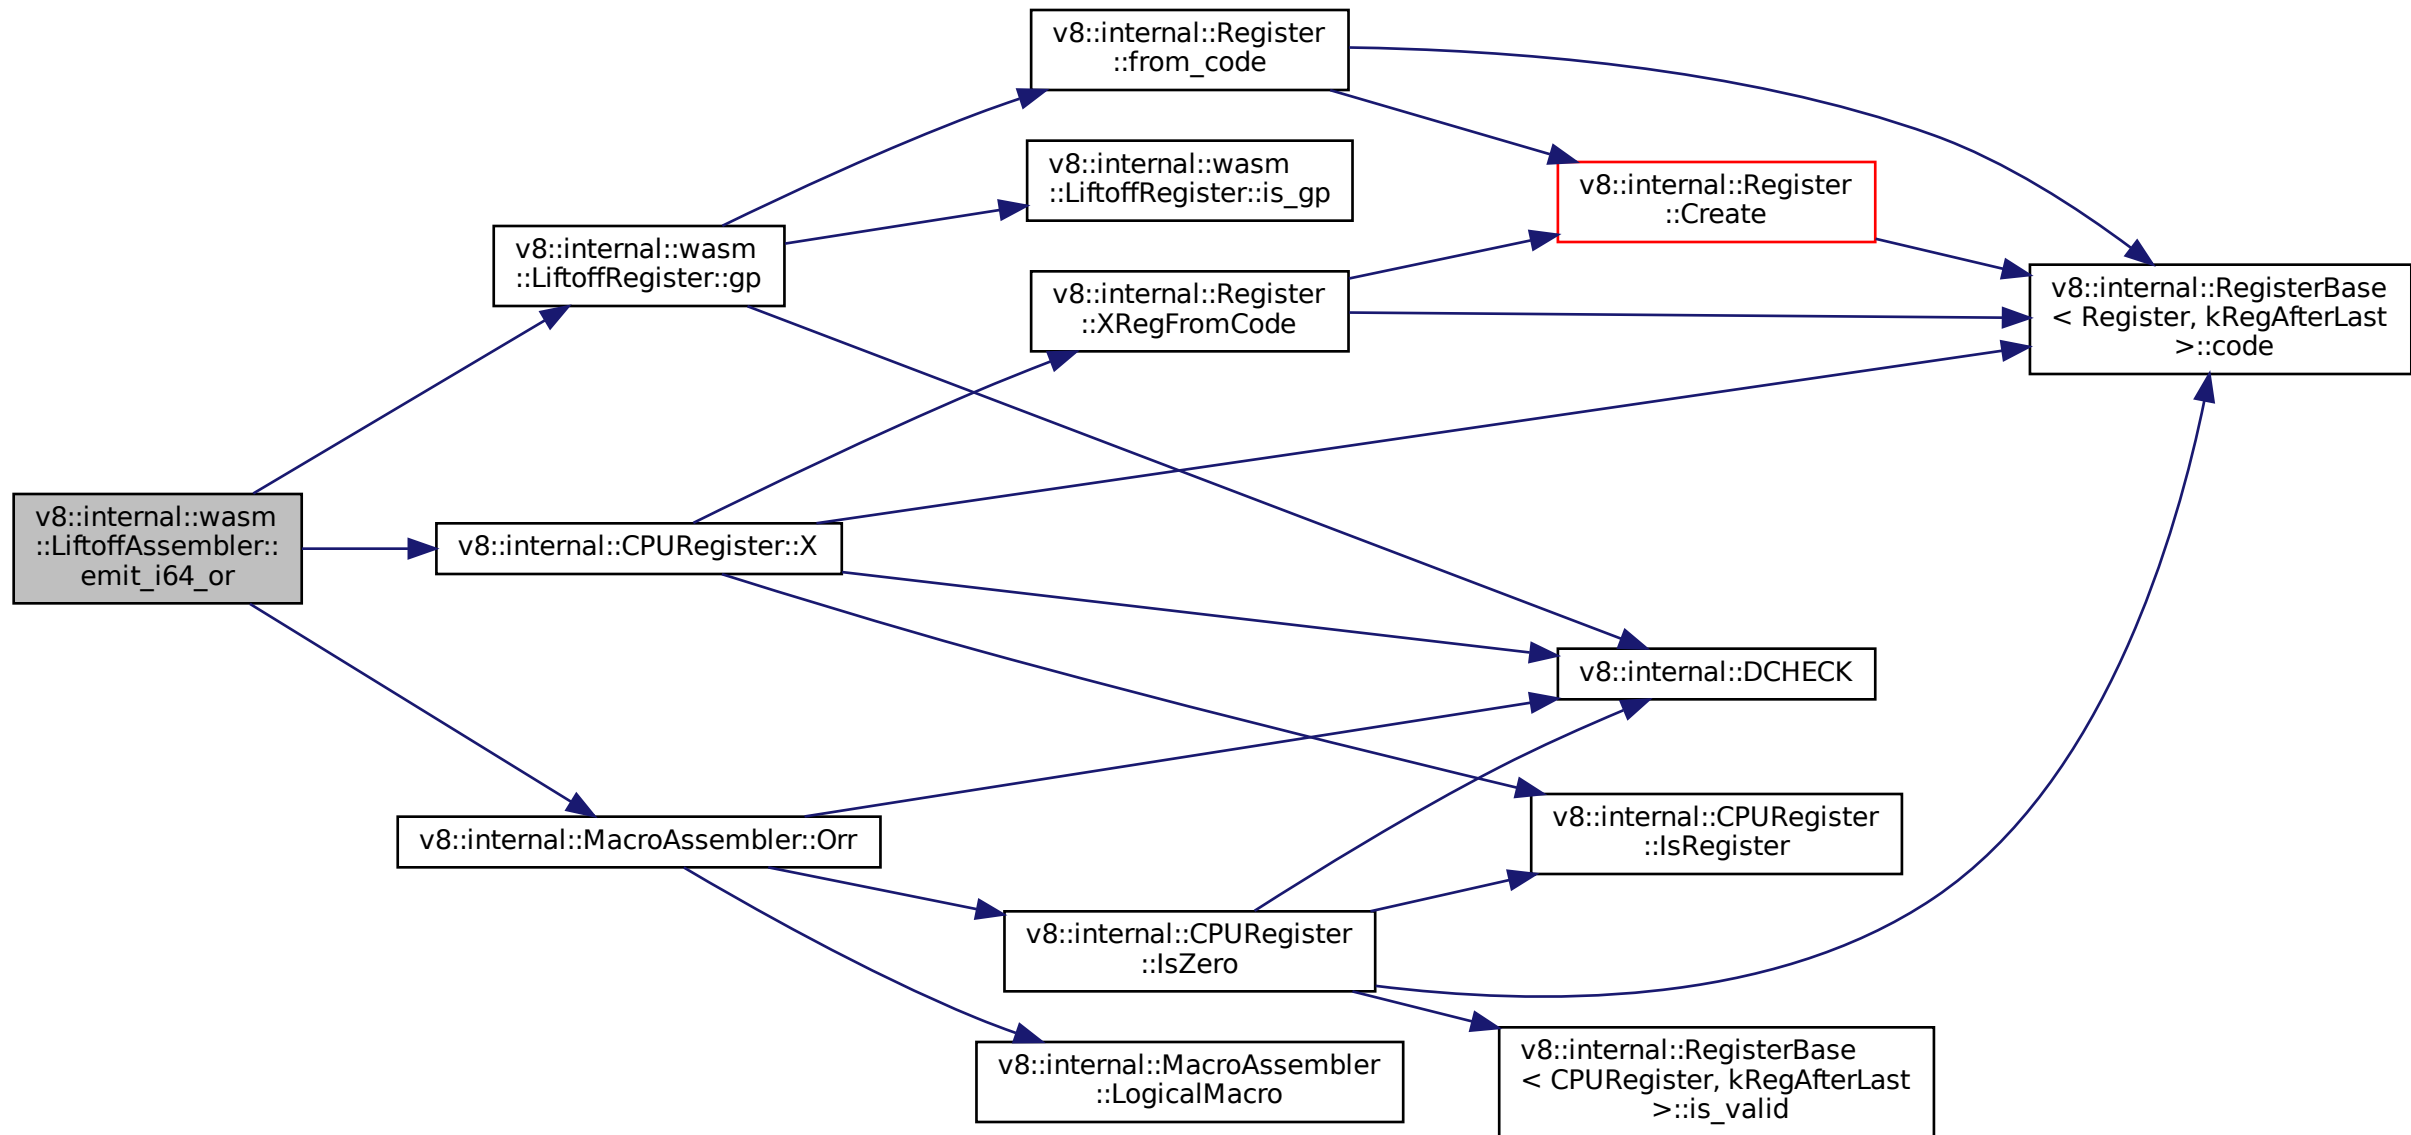 v8::internal::wasm
::LiftoffAssembler::
emit_i64_or
v8::internal::wasm
::LiftoffRegister::gp
v8::internal::CPURegister::X
v8::internal::MacroAssembler::Orr
v8::internal::Register
::from_code
v8::internal::wasm
::LiftoffRegister::is_gp
v8::internal::Register
::XRegFromCode
v8::internal::CPURegister
::IsZero
v8::internal::MacroAssembler
::LogicalMacro
v8::internal::Register
::Create
v8::internal::DCHECK
v8::internal::CPURegister
::IsRegister
v8::internal::RegisterBase
< CPURegister, kRegAfterLast
>::is_valid
v8::internal::RegisterBase
< Register, kRegAfterLast
>::code